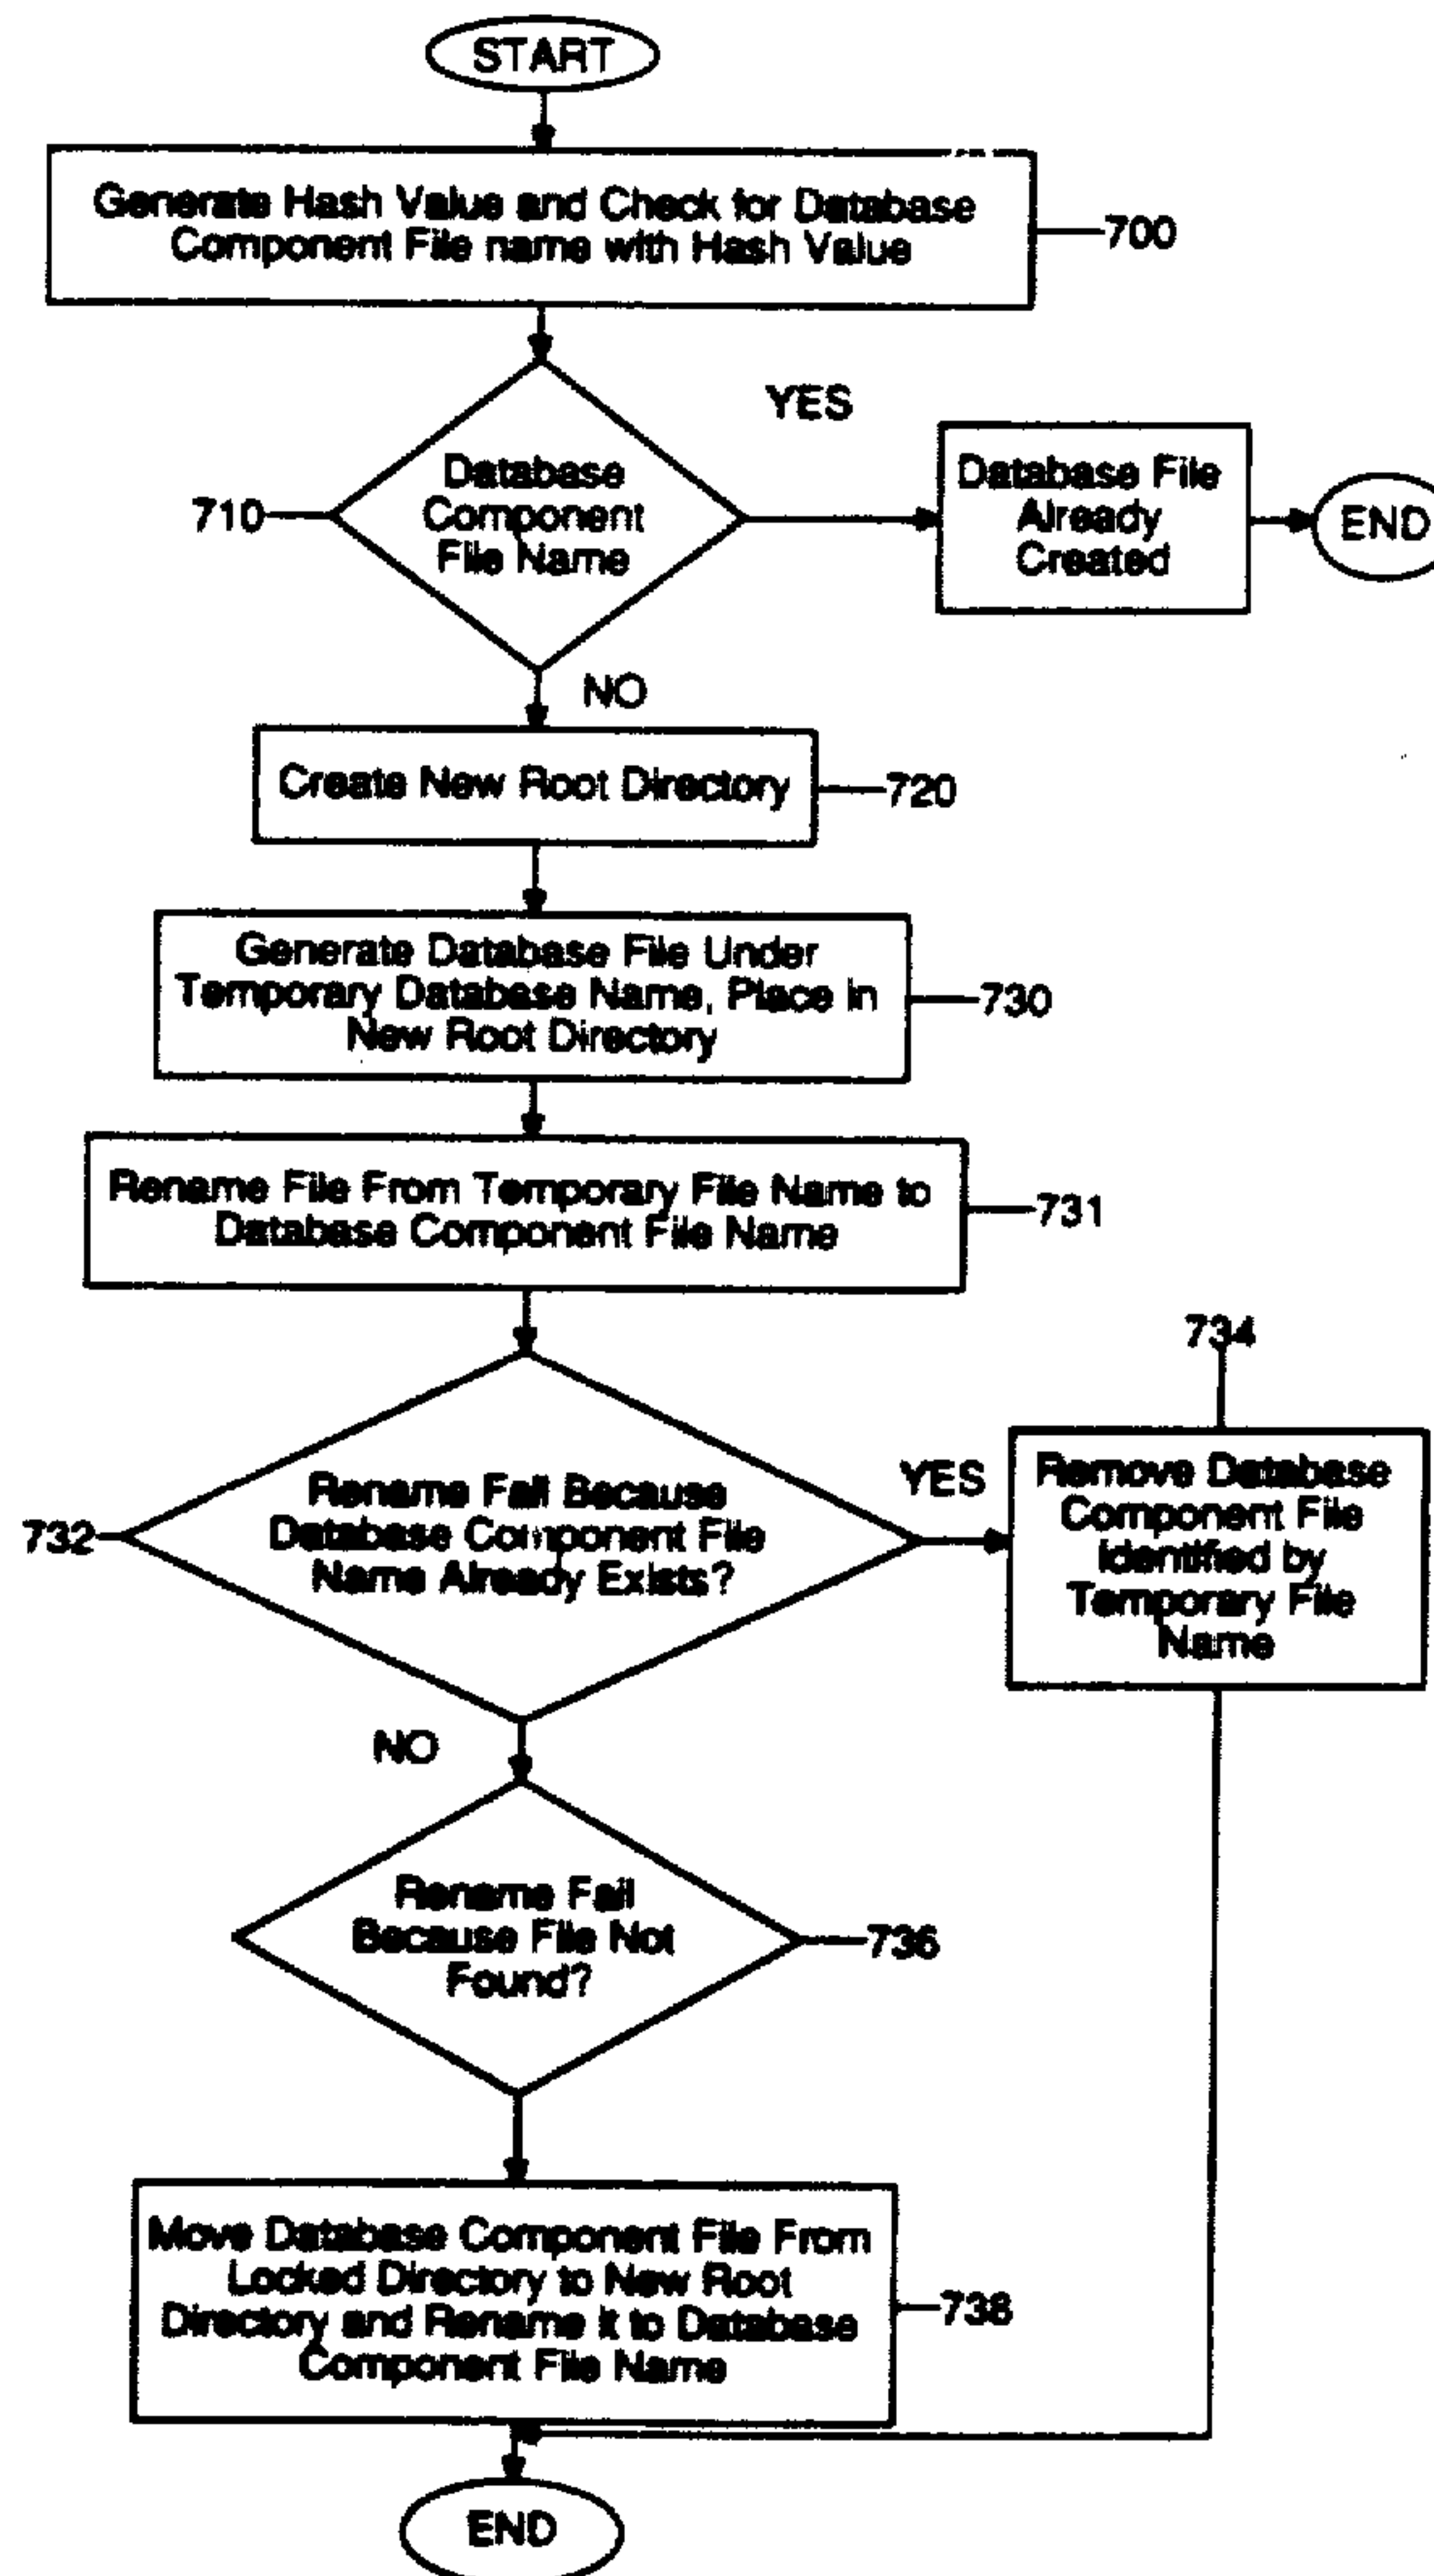 START
Generate Hash Value and Check for Database
Component File name with Hash Value
700
YES
Database
Component
File Name
710
Database File
Already
Created
END
NO
Create New Root Directory
720
Generate Database File Under
Temporary Database Name, Place in
New Root Directory
730
Rename File From Temporary File Name to
Database Component File Name
731
734
Rename Fail Because
Database Component File
Name Already Exists?
732
YES
Remove Database
Component File
Identified by
Temporary File
Name
NO
Rename Fail
Because File Not
Found?
736
Move Database Component File From
Locked Directory to New Root
Directory and Rename it to Database
Component File Name
738
END